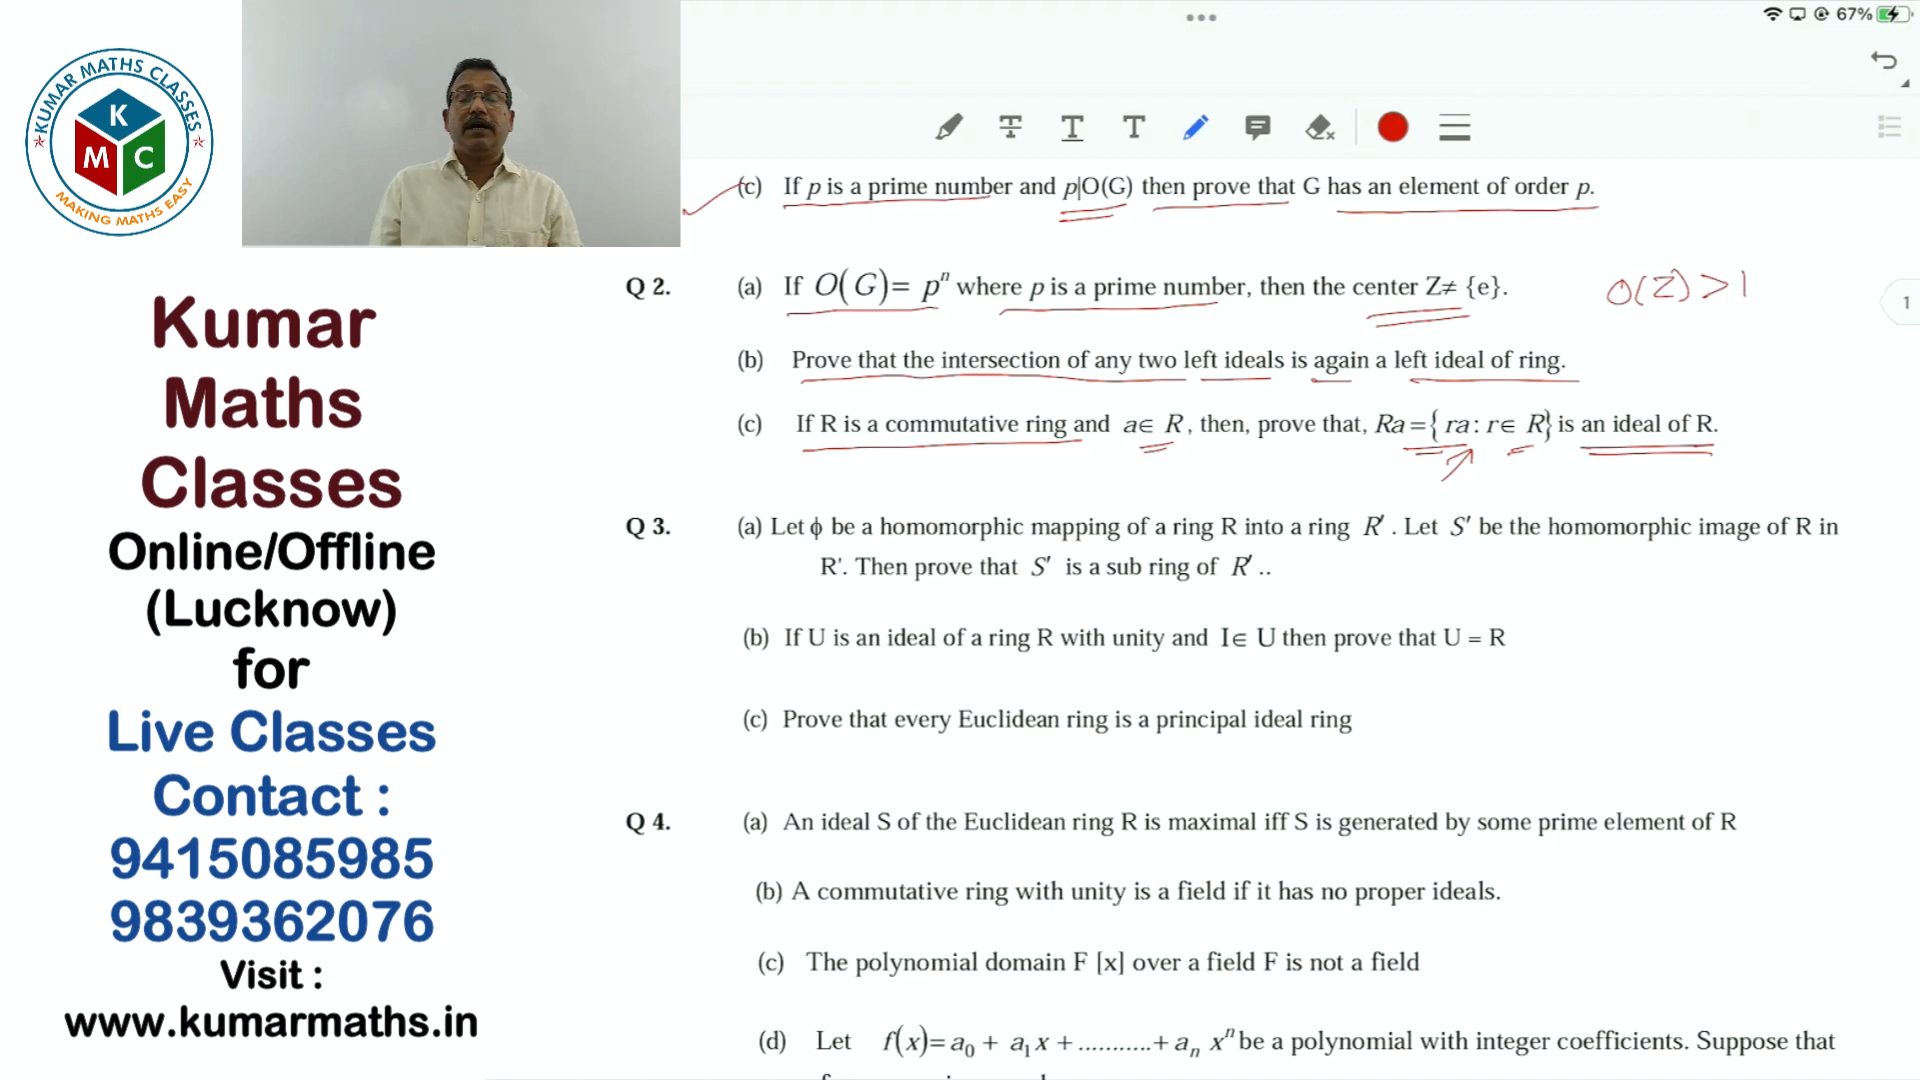 67%
KUMAR MATHS CLASSES
K
M C
MAKING MATHS EASY
Kumar
Maths
Classes
Online/Offline
(Lucknow)
for
Live Classes
Contact :
9415085985
9839362076
Visit :
www.kumarmaths.in
(c) If p is a prime number and p|O(G) then prove that G has an element of order p.
Q 2. (a) If O(G)= pⁿ where p is a prime number, then the center Z≠ {e}. O(Z) > 1
1
(b) Prove that the intersection of any two left ideals is again a left ideal of ring.
(c) If R is a commutative ring and a∈ R, then, prove that, Ra={ ra: r∈ R} is an ideal of R.
Q 3. (a) Let ϕ be a homomorphic mapping of a ring R into a ring R′ . Let S′ be the homomorphic image of R in
R'. Then prove that S′ is a sub ring of R′ ..
(b) If U is an ideal of a ring R with unity and I∈ U then prove that U = R
(c) Prove that every Euclidean ring is a principal ideal ring
Q 4. (a) An ideal S of the Euclidean ring R is maximal iff S is generated by some prime element of R
(b) A commutative ring with unity is a field if it has no proper ideals.
(c) The polynomial domain F [x] over a field F is not a field
(d) Let f(x)= a₀ + a₁ x + ...........+ aₙ xⁿ be a polynomial with integer coefficients. Suppose that